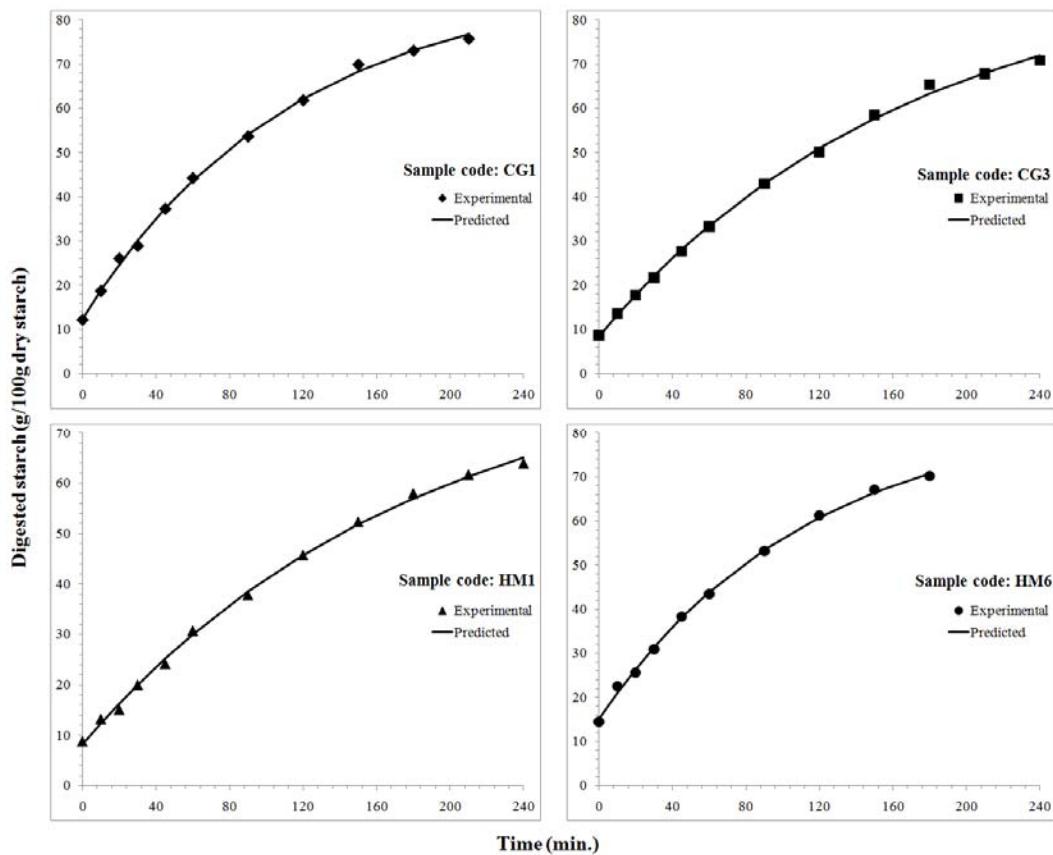 Digested starch (g/100g dry starch)
80
70
60
50
40
30
20
10
0
0 40 80 120 160 200 240
Sample code: CG1
Experimental
Predicted
80
70
60
50
40
30
20
10
0
0 40 80 120 160 200 240
Sample code: CG3
Experimental
Predicted
70
60
50
40
30
20
10
0
0 40 80 120 160 200 240
Sample code: HM1
Experimental
Predicted
80
70
60
50
40
30
20
10
0
0 40 80 120 160 200 240
Sample code: HM6
Experimental
Predicted
Time (min.)